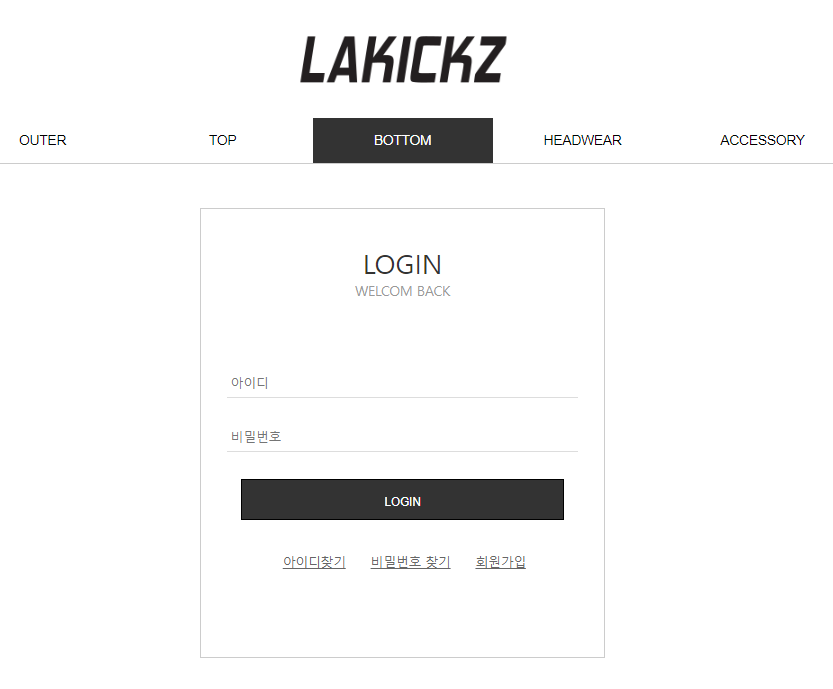 LAKICKZ
OUTER TOP BOTTOM HEADWEAR ACCESSORY
LOGIN
WELCOM BACK
아이디
비밀번호
LOGIN
아이디찾기 비밀번호 찾기 회원가입